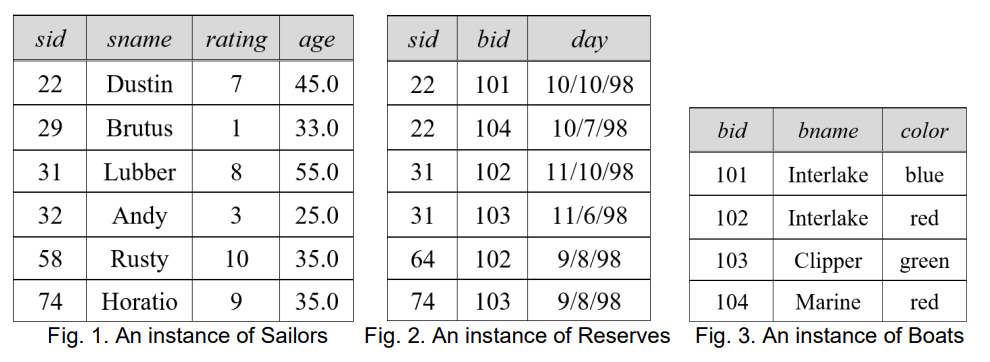 sid sname rating age
22 Dustin 7 45.0
29 Brutus 1 33.0
31 Lubber 8 55.0
32 Andy 3 25.0
58 Rusty 10 35.0
74 Horatio 9 35.0
Fig. 1. An instance of Sailors
sid bid day
22 101 10/10/98
22 104 10/7/98
31 102 11/10/98
31 103 11/6/98
64 102 9/8/98
74 103 9/8/98
Fig. 2. An instance of Reserves
bid bname color
101 Interlake blue
102 Interlake red
103 Clipper green
104 Marine red
Fig. 3. An instance of Boats